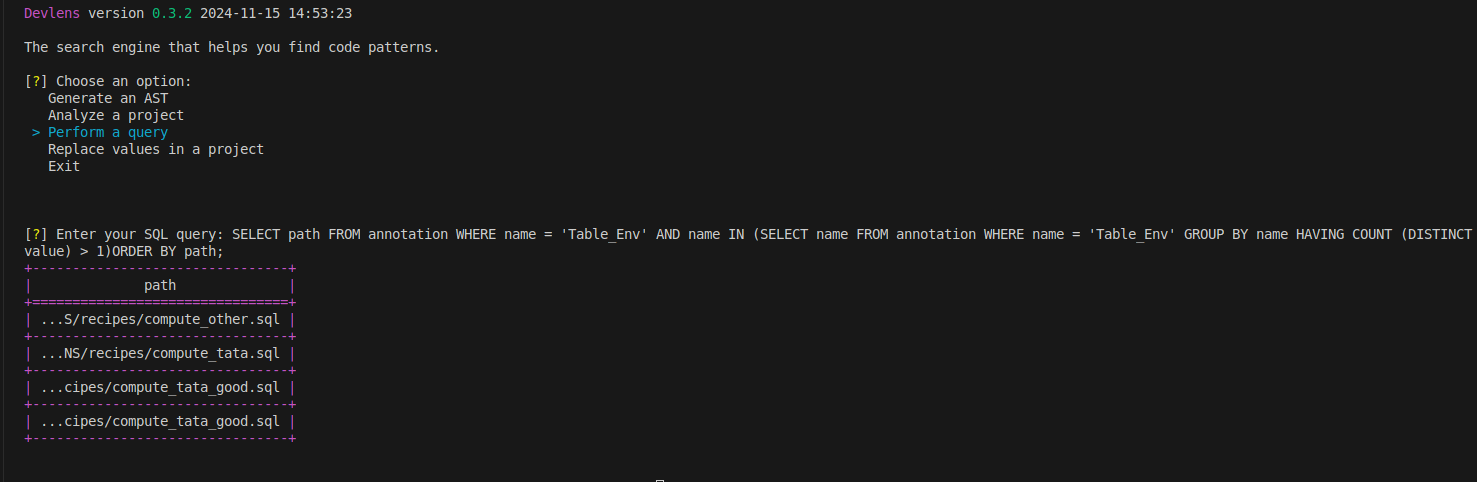 Devlens version 0.3.2 2024-11-15 14:53:23
The search engine that helps you find code patterns.
[?] Choose an option:
Generate an AST
Analyze a project
> Perform a query
Replace values in a project
Exit
[?] Enter your SQL query: SELECT path FROM annotation WHERE name = 'Table_Env' AND name IN (SELECT name FROM annotation WHERE name = 'Table_Env' GROUP BY name HAVING COUNT (DISTINCT
value) > 1)ORDER BY path;
+--------------------------------+
| path |
+================================+
| ...S/recipes/compute_other.sql |
+--------------------------------+
| ...NS/recipes/compute_tata.sql |
+--------------------------------+
| ...cipes/compute_tata_good.sql |
+--------------------------------+
| ...cipes/compute_tata_good.sql |
+--------------------------------+